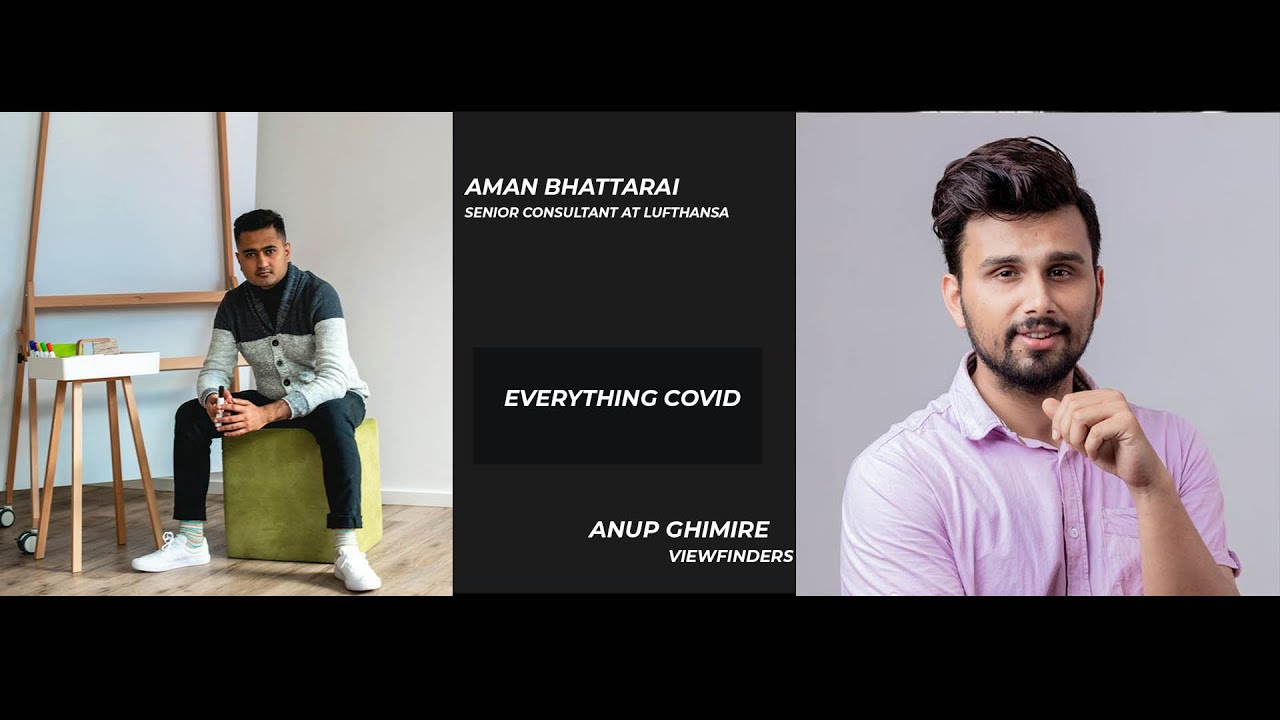 AMAN BHATTARAI
SENIOR CONSULTANT AT LUFTHANSA
EVERYTHING COVID
ANUP GHIMIRE
VIEWFINDERS